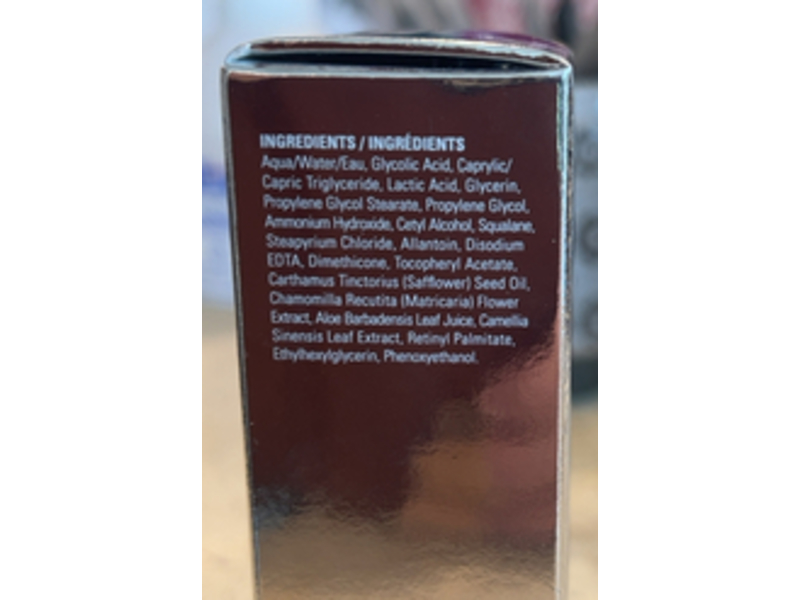 INGREDIENTS / INGRÉDIENTS
Aqua/Water/Eau, Glycolic Acid, Caprylic/
Capric Triglyceride, Lactic Acid, Glycerin,
Propylene Glycol Stearate, Propylene Glycol,
Ammonium Hydroxide, Cetyl Alcohol, Squalane,
Steapyrium Chloride, Allantoin, Disodium
EDTA, Dimethicone, Tocopheryl Acetate,
Carthamus Tinctorius (Safflower) Seed Oil,
Chamomilla Recutita (Matricaria) Flower
Extract, Aloe Barbadensis Leaf Juice, Camellia
Sinensis Leaf Extract, Retinyl Palmitate,
Ethylhexylglycerin, Phenoxyethanol.